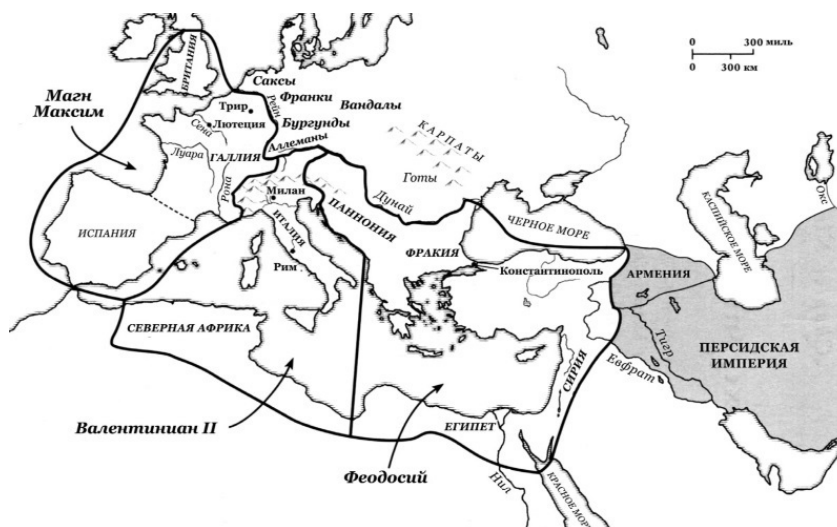 0 300 миль
0 300 км
БРИТАНИЯ
Саксы
Франки
Вандалы
Магн
Максим
Трир
Рейн
Лютеция
Сена
Бургунды
Аллеманы
КАРПАТЫ
Луара
ГАЛЛИЯ
Рона
Готы
Милан
Дунай
ПАННОНИЯ
ИСПАНИЯ
ИТАЛИЯ
Рим
ФРАКИЯ
ЧЕРНОЕ МОРЕ
Константинополь
КАСПИЙСКОЕ МОРЕ
Окс
АРМЕНИЯ
СЕВЕРНАЯ АФРИКА
ПЕРСИДСКАЯ
ИМПЕРИЯ
Тигр
Евфрат
СИРИЯ
Валентиниан II
ЕГИПЕТ
Феодосий
Нил
КРАСНОЕ МОРЕ